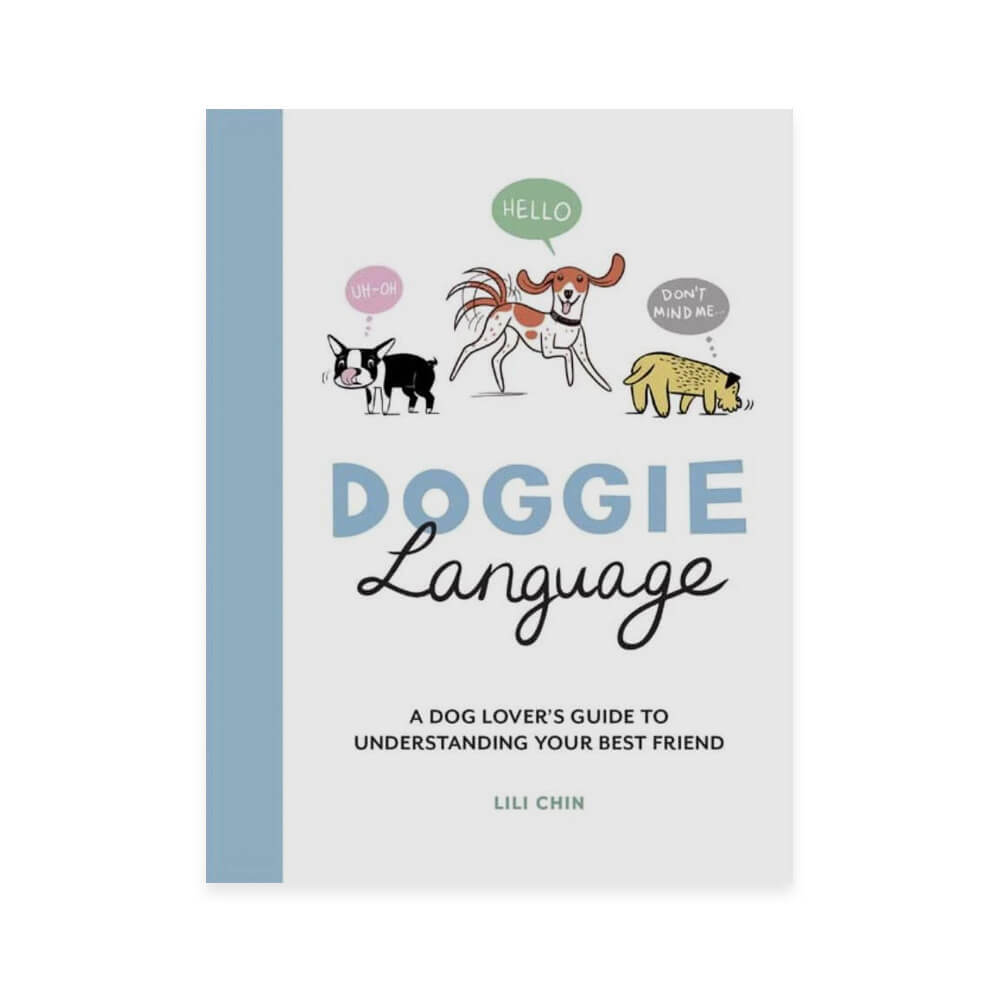 HELLO
UH-OH
DON'T
MIND ME...
DOGGIE
Language
A DOG LOVER'S GUIDE TO
UNDERSTANDING YOUR BEST FRIEND
LILI CHIN